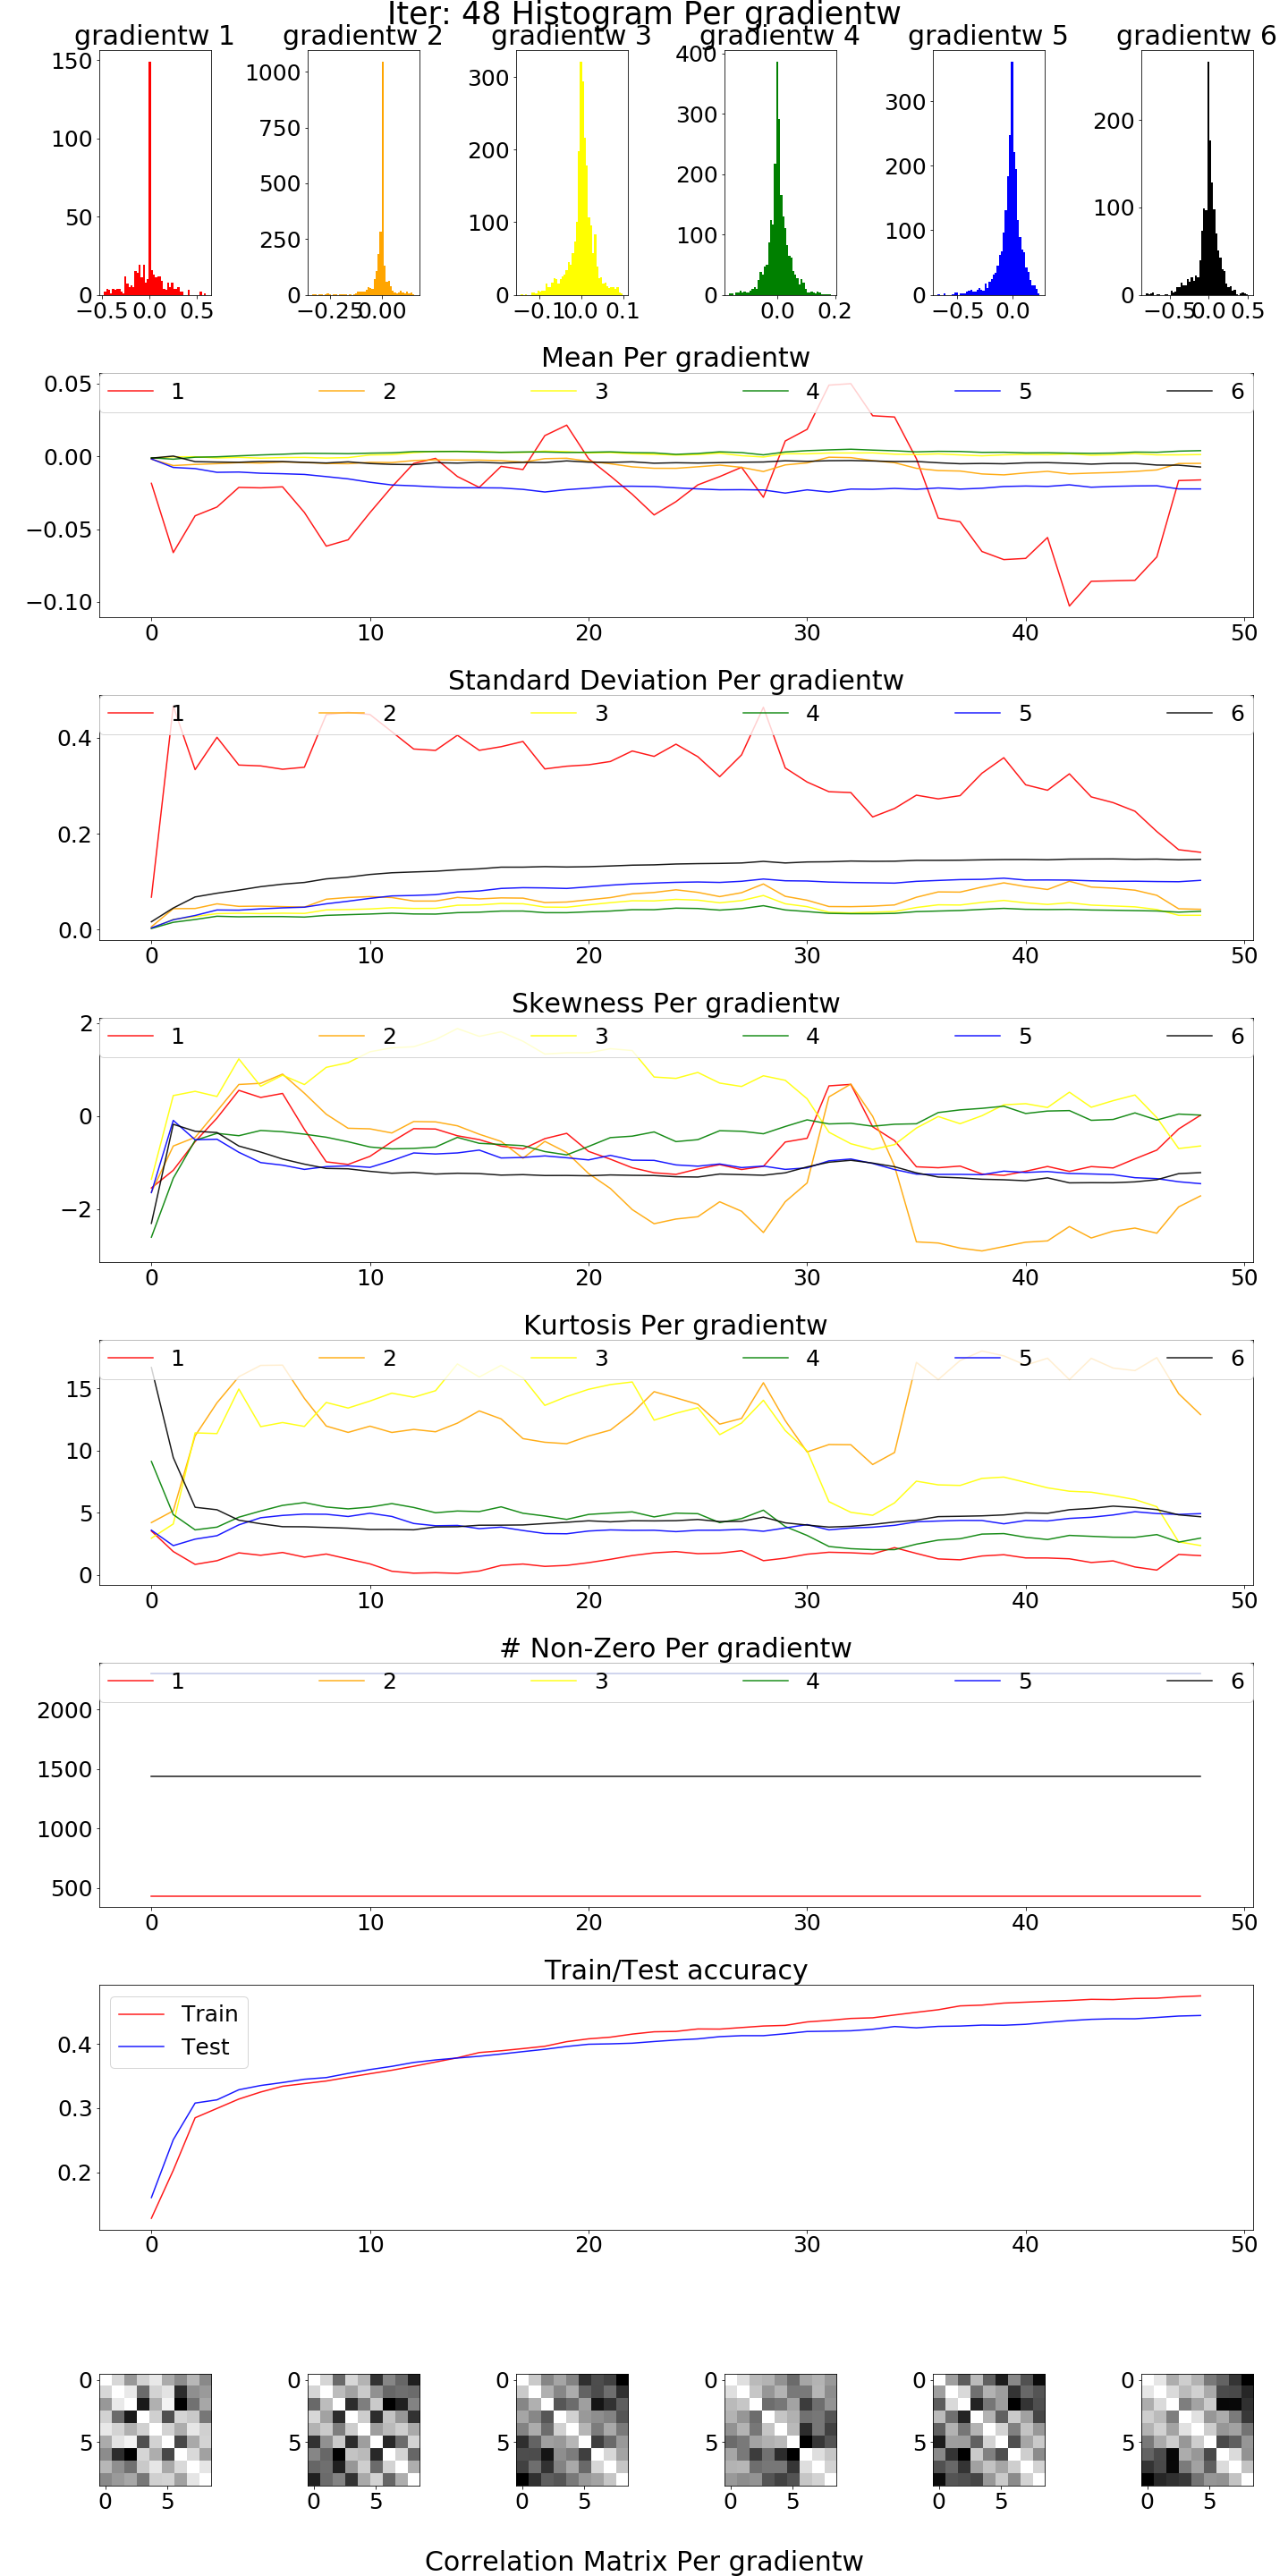 Iter: 48 Histogram Per gradientw
gradientw 1 gradientw 2 gradientw 3 gradientw 4 gradientw 5 gradientw 6
150 100 50 0
−0.5 0.0 0.5
1000 750 500 250 0
−0.25 0.00
300 200 100 0
−0.1 0.0 0.1
400 300 200 100 0
0.0 0.2
300 200 100 0
−0.5 0.0
200 100 0
−0.5 0.0 0.5
Mean Per gradientw
1 2 3 4 5 6
0.05
0.00
−0.05
−0.10
0 10 20 30 40 50
Standard Deviation Per gradientw
1 2 3 4 5 6
0.4
0.2
0.0
0 10 20 30 40 50
Skewness Per gradientw
1 2 3 4 5 6
2
0
−2
0 10 20 30 40 50
Kurtosis Per gradientw
1 2 3 4 5 6
15
10
5
0
0 10 20 30 40 50
# Non-Zero Per gradientw
1 2 3 4 5 6
2000
1500
1000
500
0 10 20 30 40 50
Train/Test accuracy
Train
Test
0.4
0.3
0.2
0 10 20 30 40 50
0 0 0 0 0 0
5 5 5 5 5 5
0 5 0 5 0 5 0 5 0 5 0 5
Correlation Matrix Per gradientw